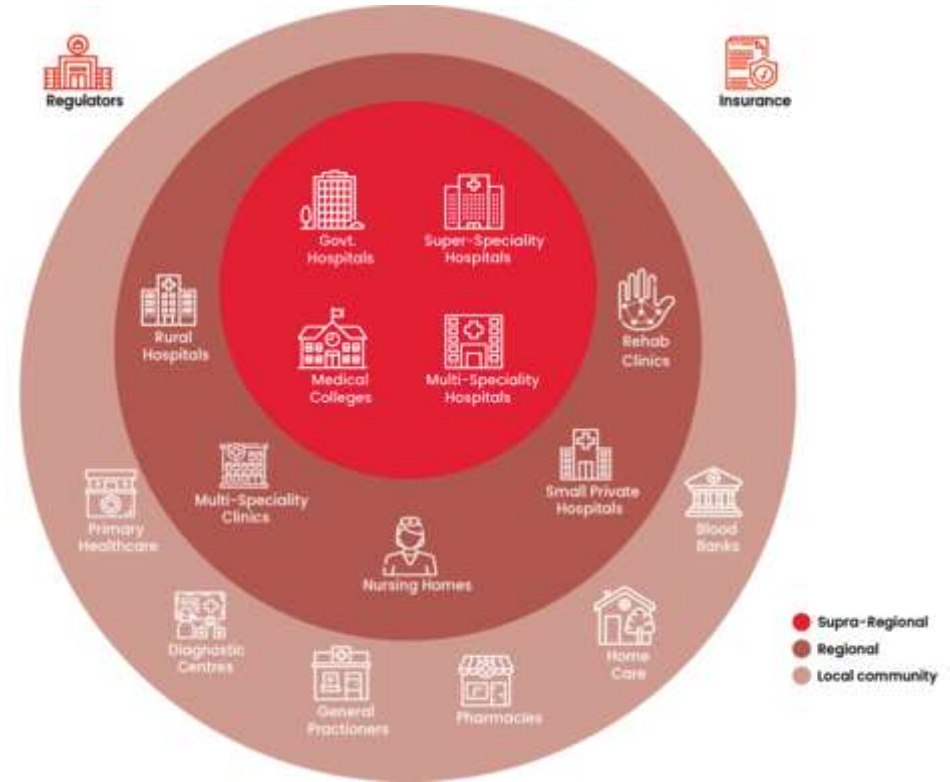 Regulators
Insurance
Govt.
Hospitals
Super-Speciality
Hospitals
Rural
Hospitals
Rehab
Clinics
Medical
Colleges
Multi-Speciality
Hospitals
Multi-Speciality
Clinics
Small Private
Hospitals
Primary
Healthcare
Blood
Banks
Nursing Homes
Diagnostic
Centres
Home
Care
General
Practioners
Pharmacies
Supra-Regional
Regional
Local community